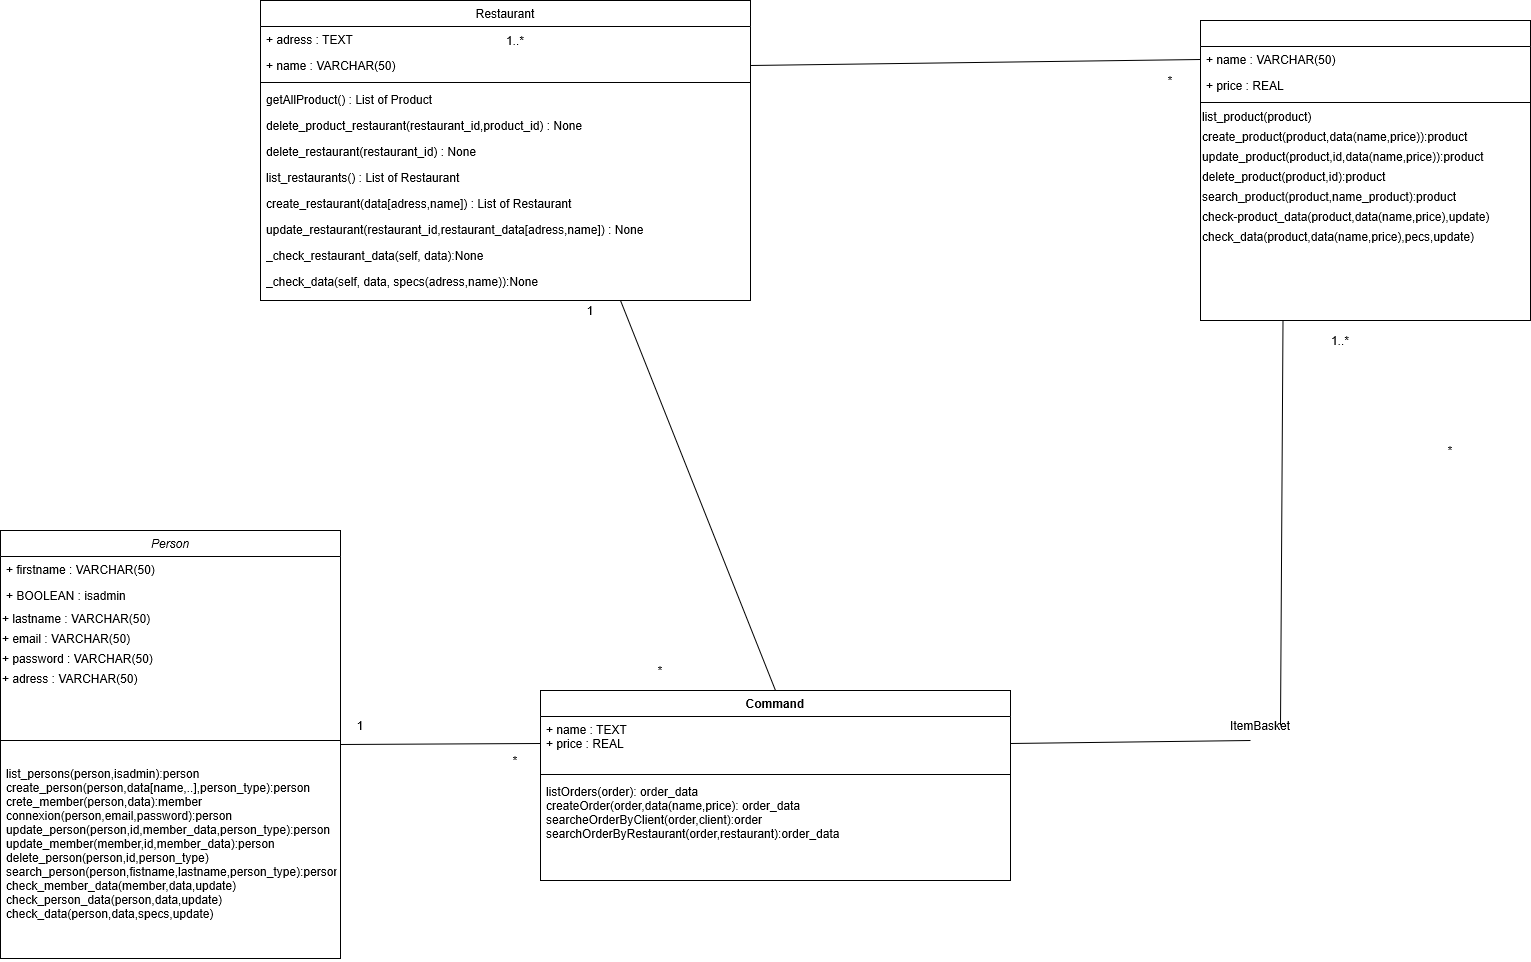 Restaurant
+ adress : TEXT
1..*
+ name : VARCHAR(50)
getAllProduct() : List of Product
delete_product_restaurant(restaurant_id,product_id) : None
delete_restaurant(restaurant_id) : None
list_restaurants() : List of Restaurant
create_restaurant(data[adress,name]) : List of Restaurant
update_restaurant(restaurant_id,restaurant_data[adress,name]) : None
_check_restaurant_data(self, data):None
_check_data(self, data, specs(adress,name)):None
1
*
+ name : VARCHAR(50)
+ price : REAL
list_product(product)
create_product(product,data(name,price)):product
update_product(product,id,data(name,price)):product
delete_product(product,id):product
search_product(product,name_product):product
check-product_data(product,data(name,price),update)
check_data(product,data(name,price),pecs,update)
1..*
*
Person
+ firstname : VARCHAR(50)
+ BOOLEAN : isadmin
+ lastname : VARCHAR(50)
+ email : VARCHAR(50)
+ password : VARCHAR(50)
+ adress : VARCHAR(50)
list_persons(person,isadmin):person
create_person(person,data[name,..],person_type):person
crete_member(person,data):member
connexion(person,email,password):person
update_person(person,id,member_data,person_type):person
update_member(member,id,member_data):person
delete_person(person,id,person_type)
search_person(person,fistname,lastname,person_type):person
check_member_data(member,data,update)
check_person_data(person,data,update)
check_data(person,data,specs,update)
1
*
*
Command
+ name : TEXT
+ price : REAL
listOrders(order): order_data
createOrder(order,data(name,price): order_data
searcheOrderByClient(order,client):order
searchOrderByRestaurant(order,restaurant):order_data
ItemBasket